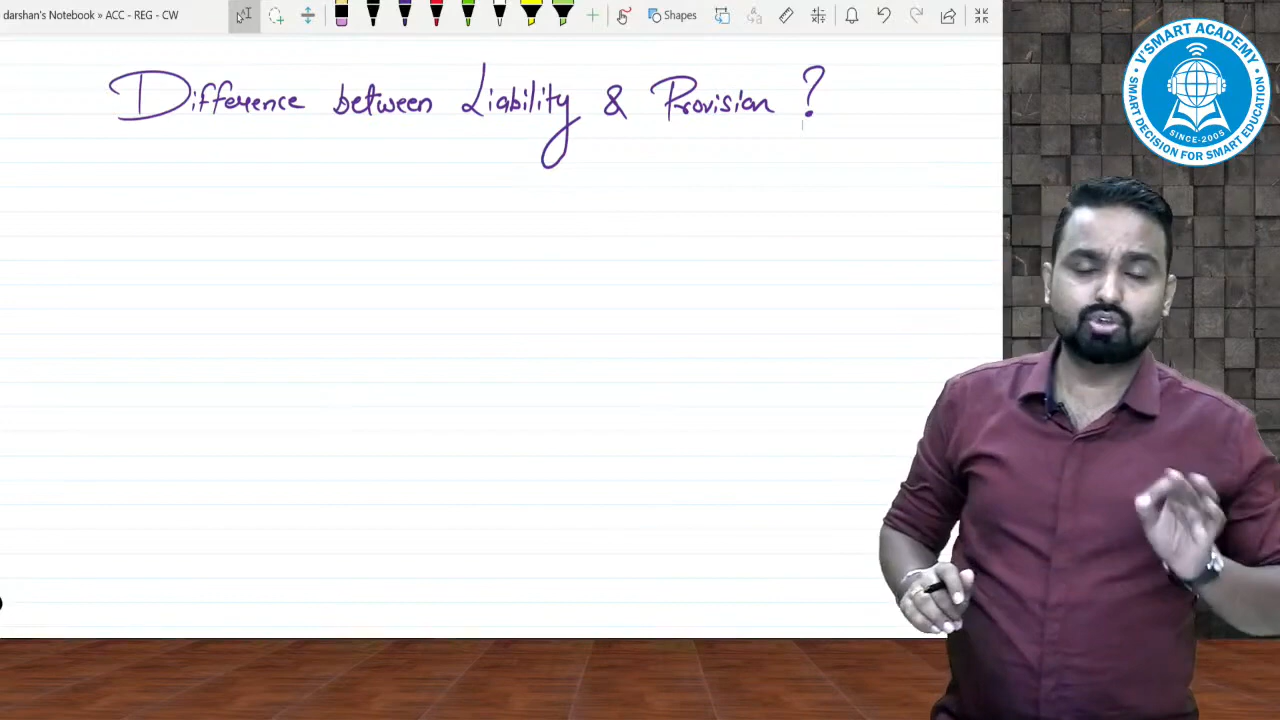 darshan's Notebook » ACC - REG - CW
Shapes
Difference between Liability & Provision ?
V'SMART ACADEMY
SINCE-2005
SMART DECISION FOR SMART EDUCATION